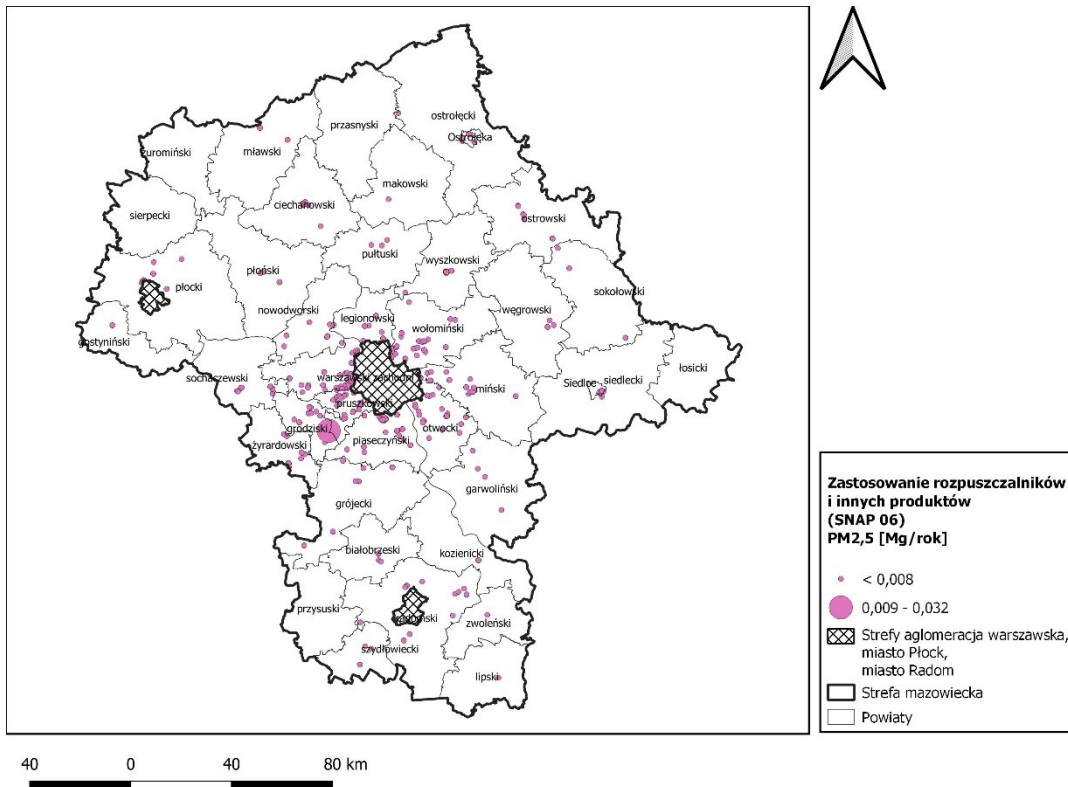 ostrołęcki
przasnyski
Ostrołęka
żuromiński
mławski
makowski
ciechanowski
sierpecki
ostrowski
pułtuski
wyszkowski
płoński
płocki
sokołowski
nowodworski
legionowski
węgrowski
wołomiński
gostyniński
łosicki
sochaczewski
warszawski zachodni
Siedlce
siedlecki
miński
pruszkowski
grodziski
otwocki
żyrardowski
piaseczyński
garwoliński
grójecki
białobrzeski
kozienicki
przysuski
radomski
zwoleński
szydłowiecki
lipski
Zastosowanie rozpuszczalników
i innych produktów
(SNAP 06)
PM2,5 [Mg/rok]
< 0,008
0,009 - 0,032
Strefy aglomeracja warszawska,
miasto Płock,
miasto Radom
Strefa mazowiecka
Powiaty
40 0 40 80 km